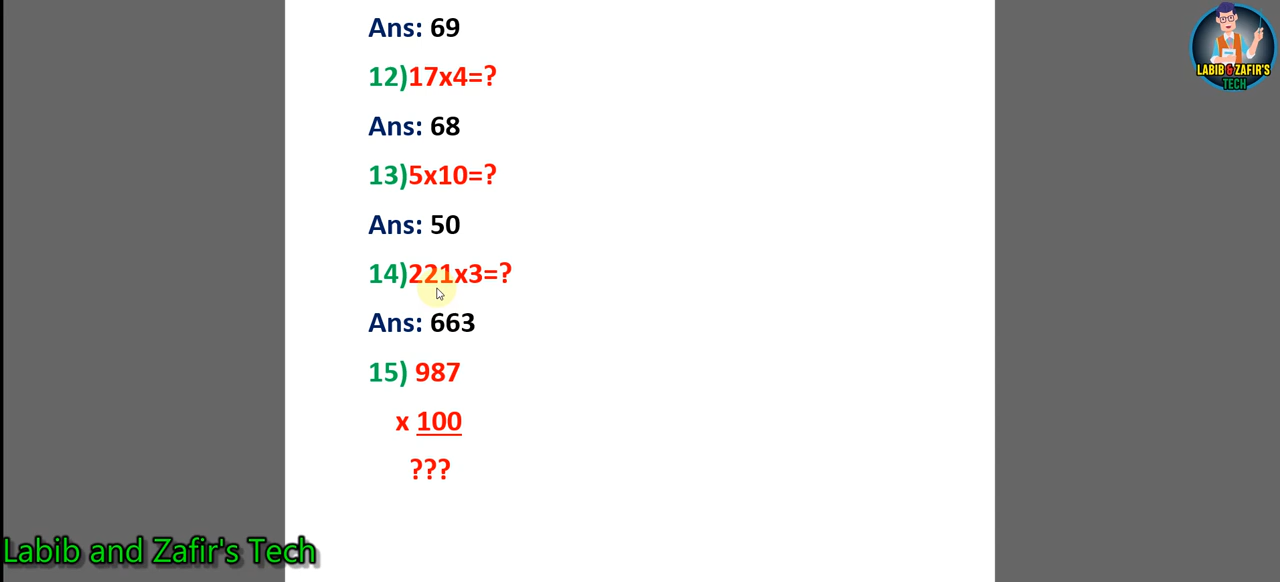 Ans: 69
12)17x4=?
Ans: 68
13)5x10=?
Ans: 50
14)221x3=?
Ans: 663
15) 987
x 100
???
LABIB & ZAFIR'S
TECH
Labib and Zafir's Tech